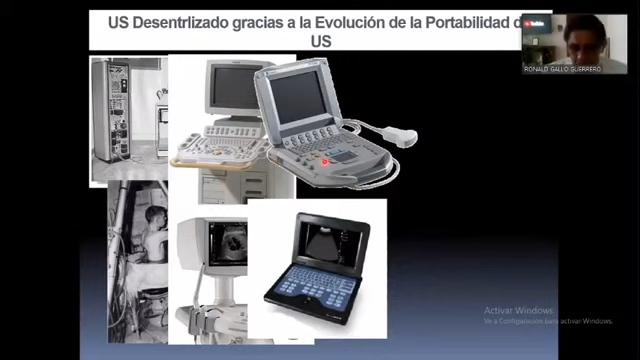 US Desentrlizado gracias a la Evolución de la Portabilidad d
US
YouTube
RONALD GALLO GUERRERO
Activar Windows
Ve a Configuración para activar Windows.